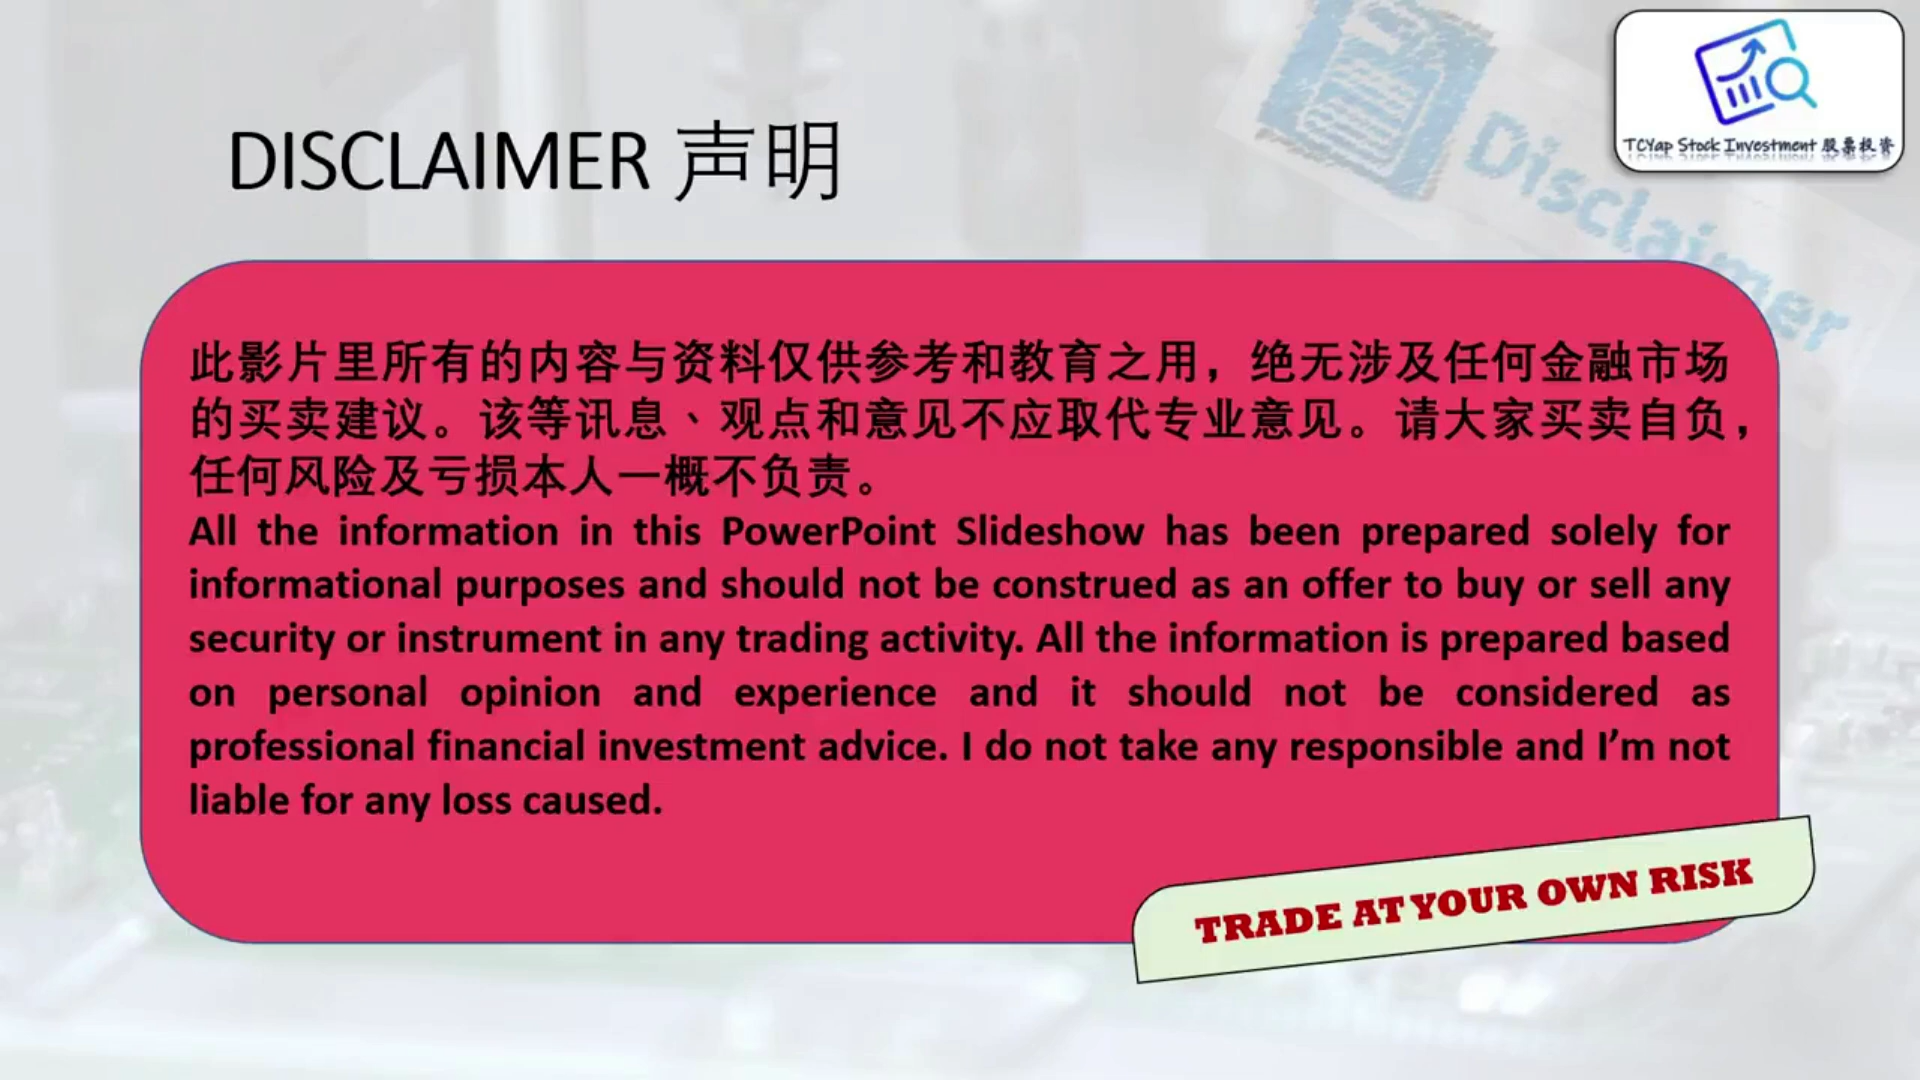 TCYap Stock Investment 股票投资
Disclaimer
DISCLAIMER 声明
此影片里所有的内容与资料仅供参考和教育之用，绝无涉及任何金融市场
的买卖建议。该等讯息、观点和意见不应取代专业意见。请大家买卖自负，
任何风险及亏损本人一概不负责。
All the information in this PowerPoint Slideshow has been prepared solely for
informational purposes and should not be construed as an offer to buy or sell any
security or instrument in any trading activity. All the information is prepared based
on personal opinion and experience and it should not be considered as
professional financial investment advice. I do not take any responsible and I’m not
liable for any loss caused.
TRADE AT YOUR OWN RISK